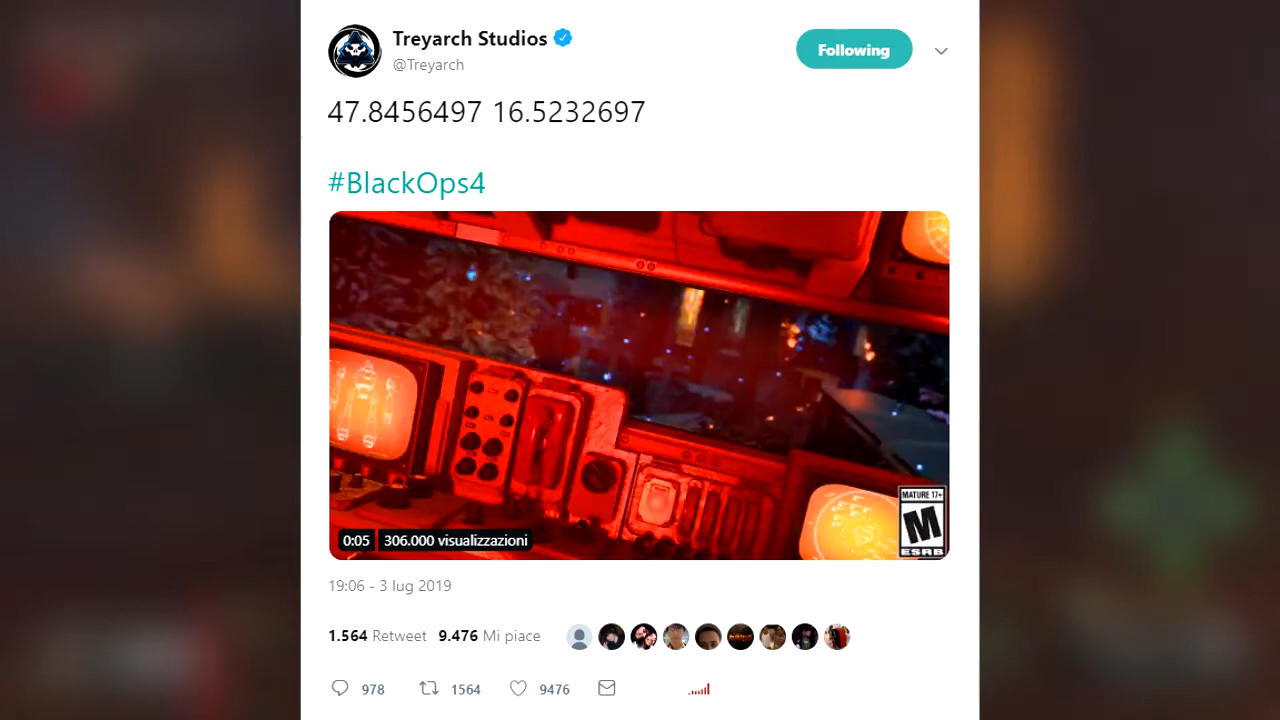 Treyarch Studios
@Treyarch
Following
47.8456497 16.5232697
#BlackOps4
MATURE 17+
M
ESRB
0:05 306.000 visualizzazioni
19:06 - 3 lug 2019
1.564 Retweet 9.476 Mi piace
978 1564 9476